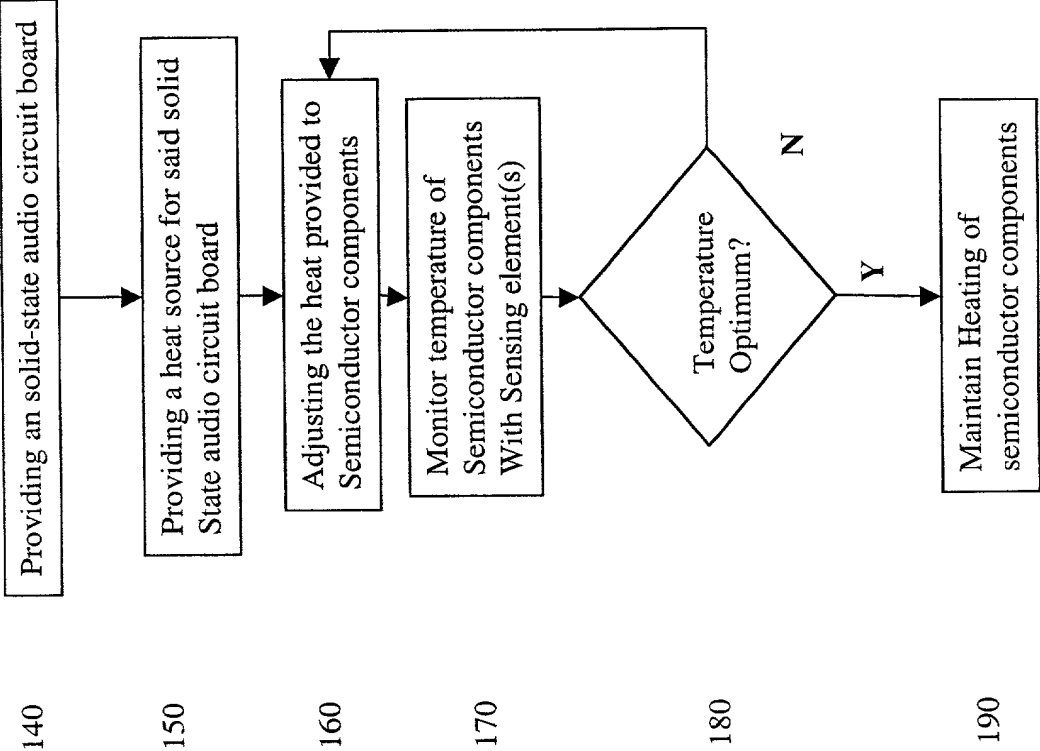 140
Providing an solid-state audio circuit board
150
Providing a heat source for said solid
State audio circuit board
160
Adjusting the heat provided to
Semiconductor components
170
Monitor temperature of
Semiconductor components
With Sensing element(s)
180
Temperature
Optimum?
N
Y
190
Maintain Heating of
semiconductor components